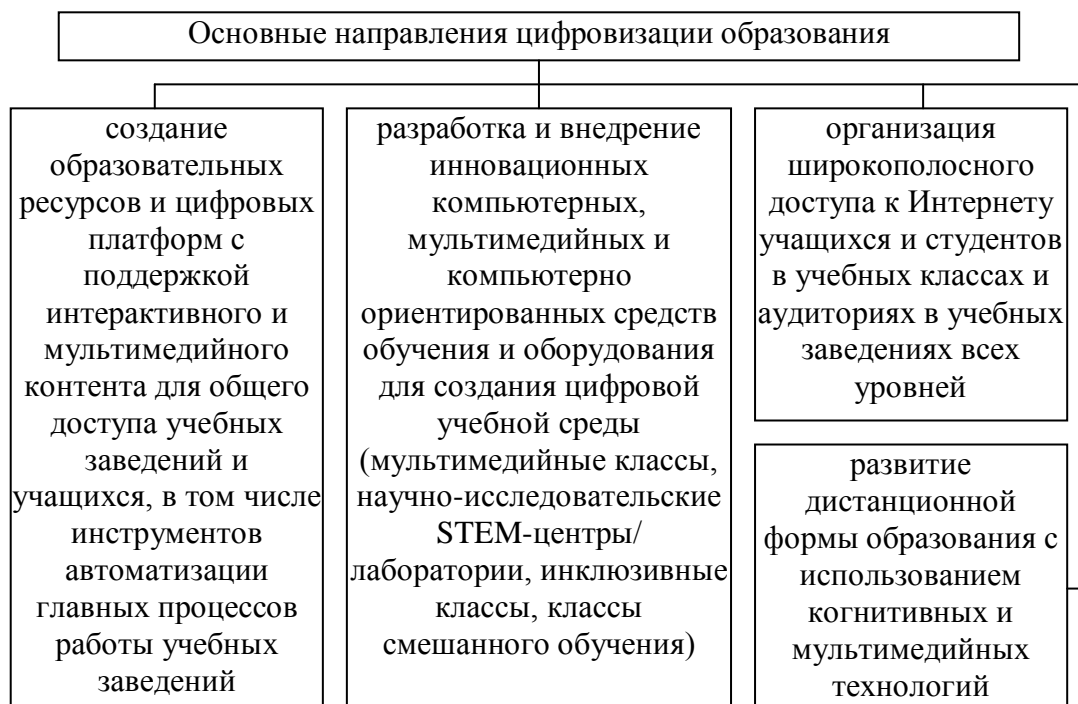 Основные направления цифровизации образования
создание
образовательных
ресурсов и цифровых
платформ с
поддержкой
интерактивного и
мультимедийного
контента для общего
доступа учебных
заведений и
учащихся, в том числе
инструментов
автоматизации
главных процессов
работы учебных
заведений
разработка и внедрение
инновационных
компьютерных,
мультимедийных и
компьютерно
ориентированных средств
обучения и оборудования
для создания цифровой
учебной среды
(мультимедийные классы,
научно-исследовательские
STEM-центры/
лаборатории, инклюзивные
классы, классы
смешанного обучения)
организация
широкополосного
доступа к Интернету
учащихся и студентов
в учебных классах и
аудиториях в учебных
заведениях всех
уровней
развитие
дистанционной
формы образования с
использованием
когнитивных и
мультимедийных
технологий